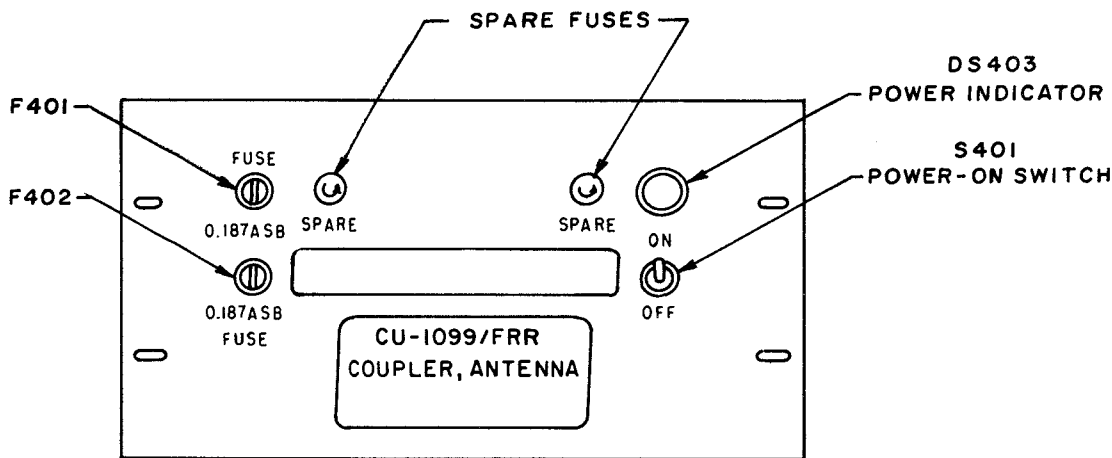 SPARE FUSES
DS403
POWER INDICATOR
F401
S401
POWER-ON SWITCH
FUSE
F402
0.187ASB
SPARE
SPARE
ON
0.187ASB
FUSE
OFF
CU-1099/FRR
COUPLER, ANTENNA